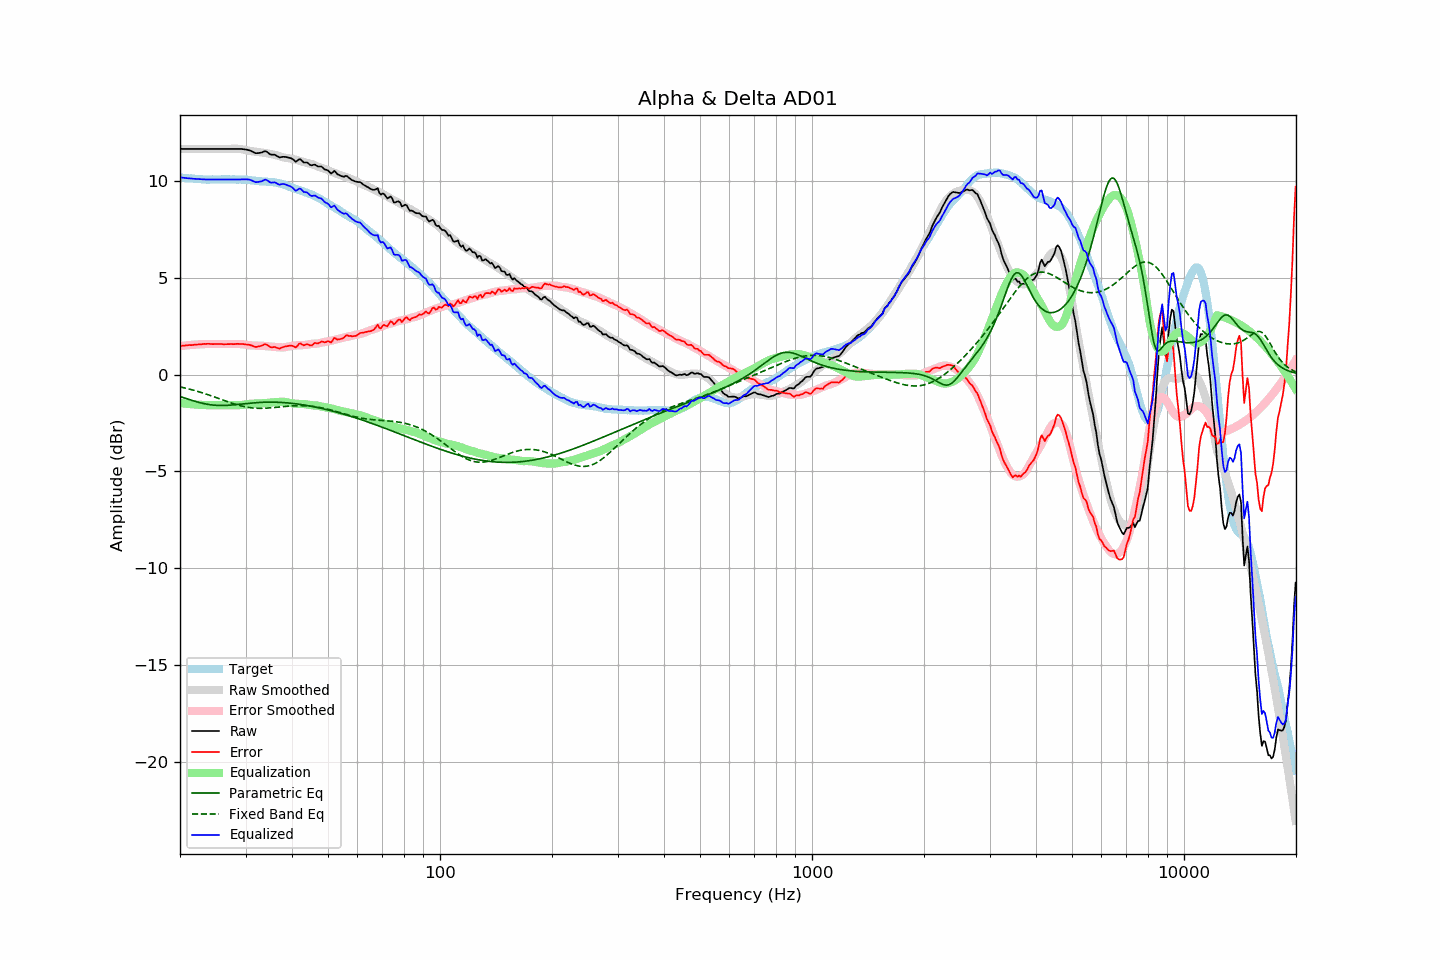 Alpha & Delta AD01
Amplitude (dBr)
10
5
0
−5
−10
−15
−20
Target
Raw Smoothed
Error Smoothed
Raw
Error
Equalization
Parametric Eq
Fixed Band Eq
Equalized
100
1000
10000
Frequency (Hz)